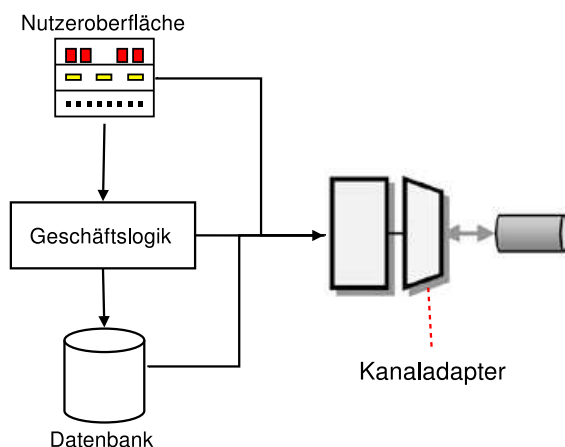 Nutzeroberfläche
Geschäftslogik
Kanaladapter
Datenbank